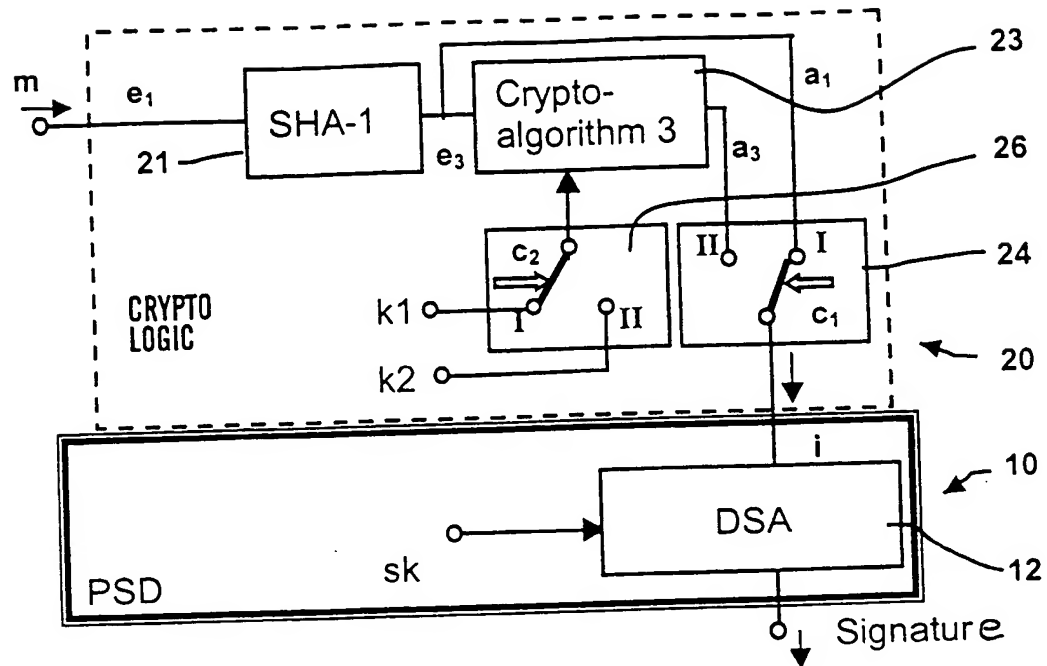 23
m
e1
a1
SHA-1
Crypto-
algorithm 3
21
e3
a3
26
II
I
24
c2
c1
CRYPTO
LOGIC
k1
I
II
k2
20
i
10
DSA
sk
12
PSD
Signature